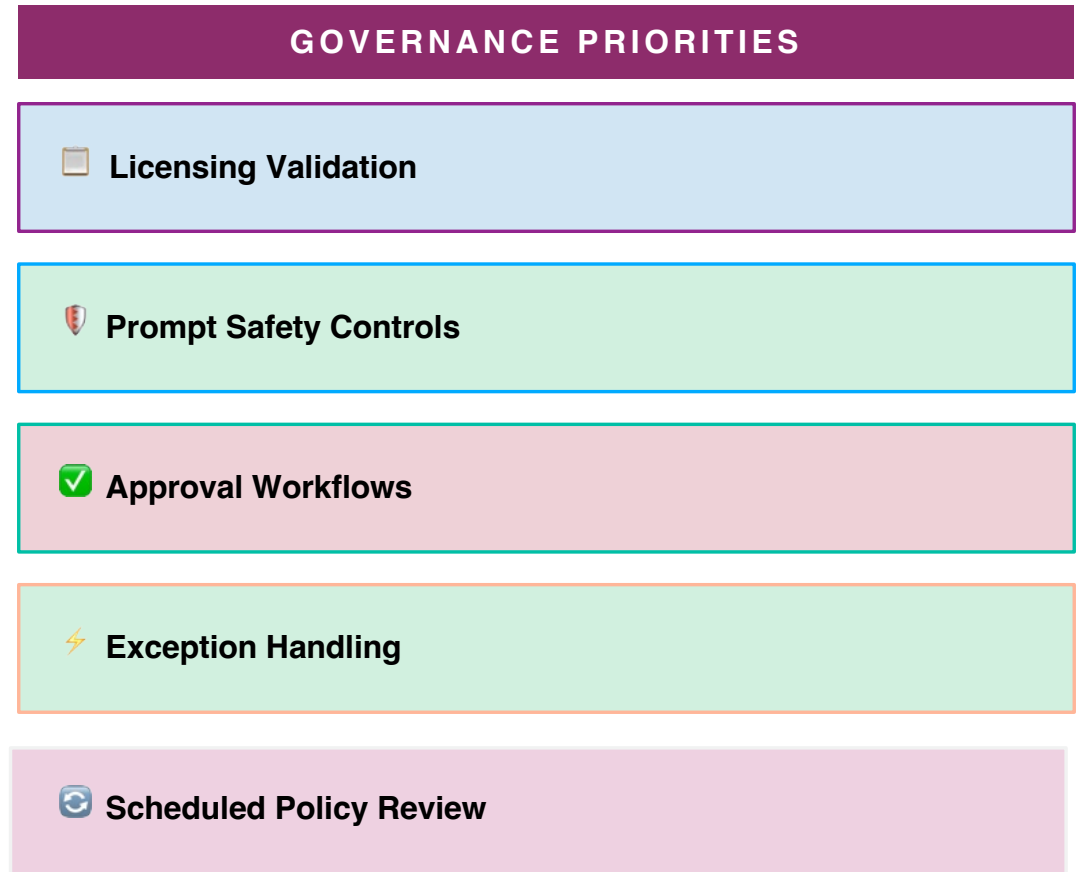 GOVERNANCE PRIORITIES
Licensing Validation
Prompt Safety Controls
Approval Workflows
Exception Handling
Scheduled Policy Review